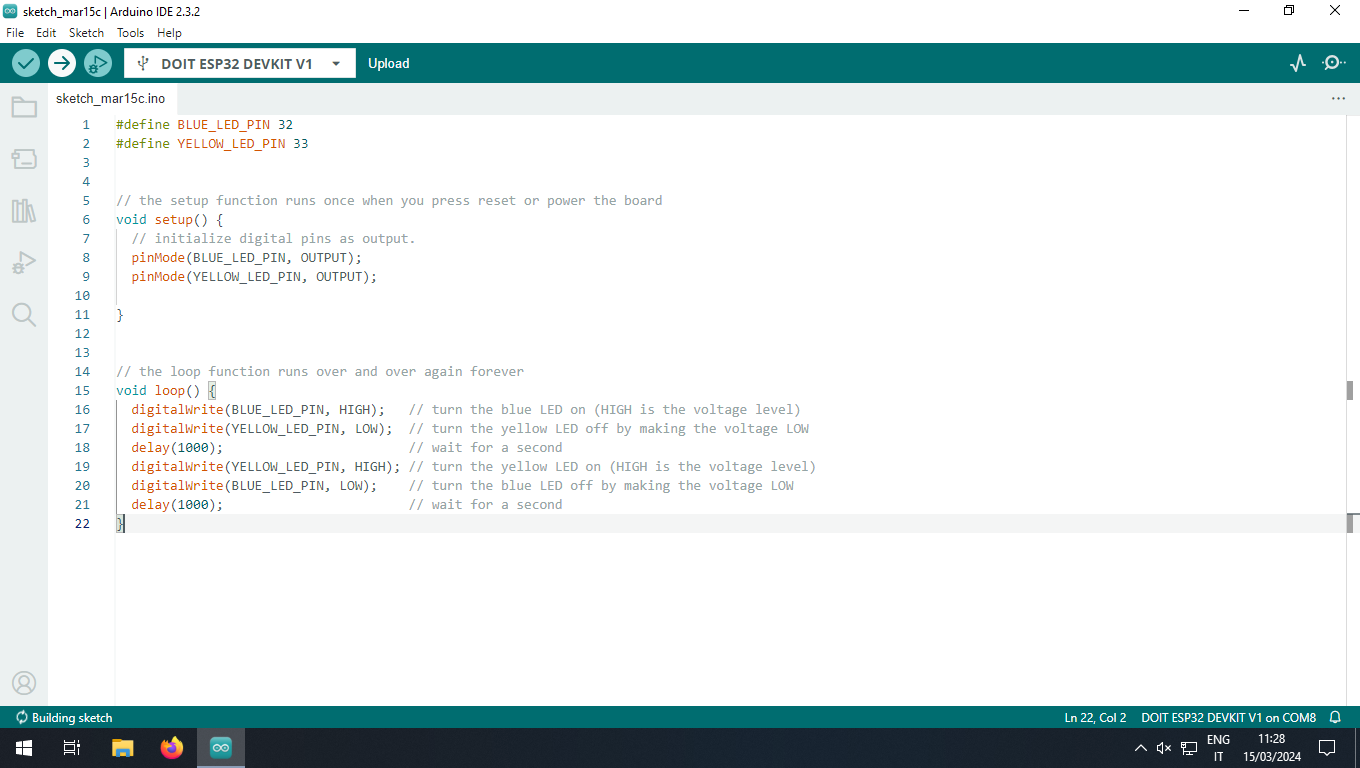 sketch_mar15c | Arduino IDE 2.3.2
File Edit Sketch Tools Help
DOIT ESP32 DEVKIT V1 Upload
sketch_mar15c.ino
1 #define BLUE_LED_PIN 32
2 #define YELLOW_LED_PIN 33
3
4
5 // the setup function runs once when you press reset or power the board
6 void setup() {
7 // initialize digital pins as output.
8 pinMode(BLUE_LED_PIN, OUTPUT);
9 pinMode(YELLOW_LED_PIN, OUTPUT);
10
11 }
12
13
14 // the loop function runs over and over again forever
15 void loop() {
16 digitalWrite(BLUE_LED_PIN, HIGH); // turn the blue LED on (HIGH is the voltage level)
17 digitalWrite(YELLOW_LED_PIN, LOW); // turn the yellow LED off by making the voltage LOW
18 delay(1000); // wait for a second
19 digitalWrite(YELLOW_LED_PIN, HIGH); // turn the yellow LED on (HIGH is the voltage level)
20 digitalWrite(BLUE_LED_PIN, LOW); // turn the blue LED off by making the voltage LOW
21 delay(1000); // wait for a second
22 }
Building sketch Ln 22, Col 2 DOIT ESP32 DEVKIT V1 on COM8
ENG 11:28
IT 15/03/2024